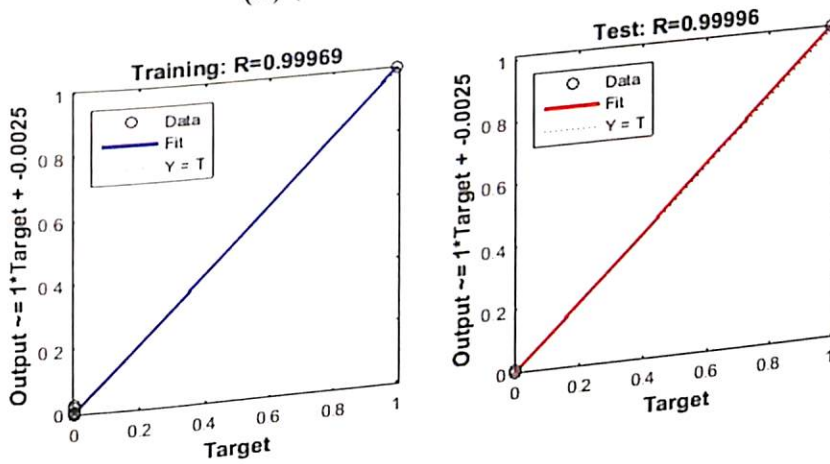 Training: R=0.99969
Output ~= 1*Target + -0.0025
1
0.8
0.6
0.4
0.2
0
Data
Fit
Y = T
0
0.2
0.4
0.6
0.8
1
Target
Test: R=0.99996
Output ~= 1*Target + -0.0025
1
0.8
0.6
0.4
0.2
0
Data
Fit
Y = T
0
0.2
0.4
0.6
0.8
1
Target